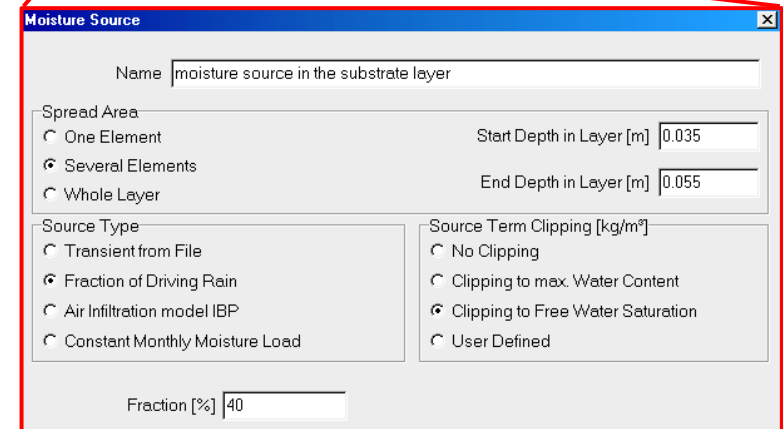 Moisture Source
Name moisture source in the substrate layer
Spread Area
One Element
Several Elements
Whole Layer
Start Depth in Layer [m] 0.035
End Depth in Layer [m] 0.055
Source Type
Transient from File
Fraction of Driving Rain
Air Infiltration model IBP
Constant Monthly Moisture Load
Source Term Clipping [kg/m³]
No Clipping
Clipping to max. Water Content
Clipping to Free Water Saturation
User Defined
Fraction [%] 40